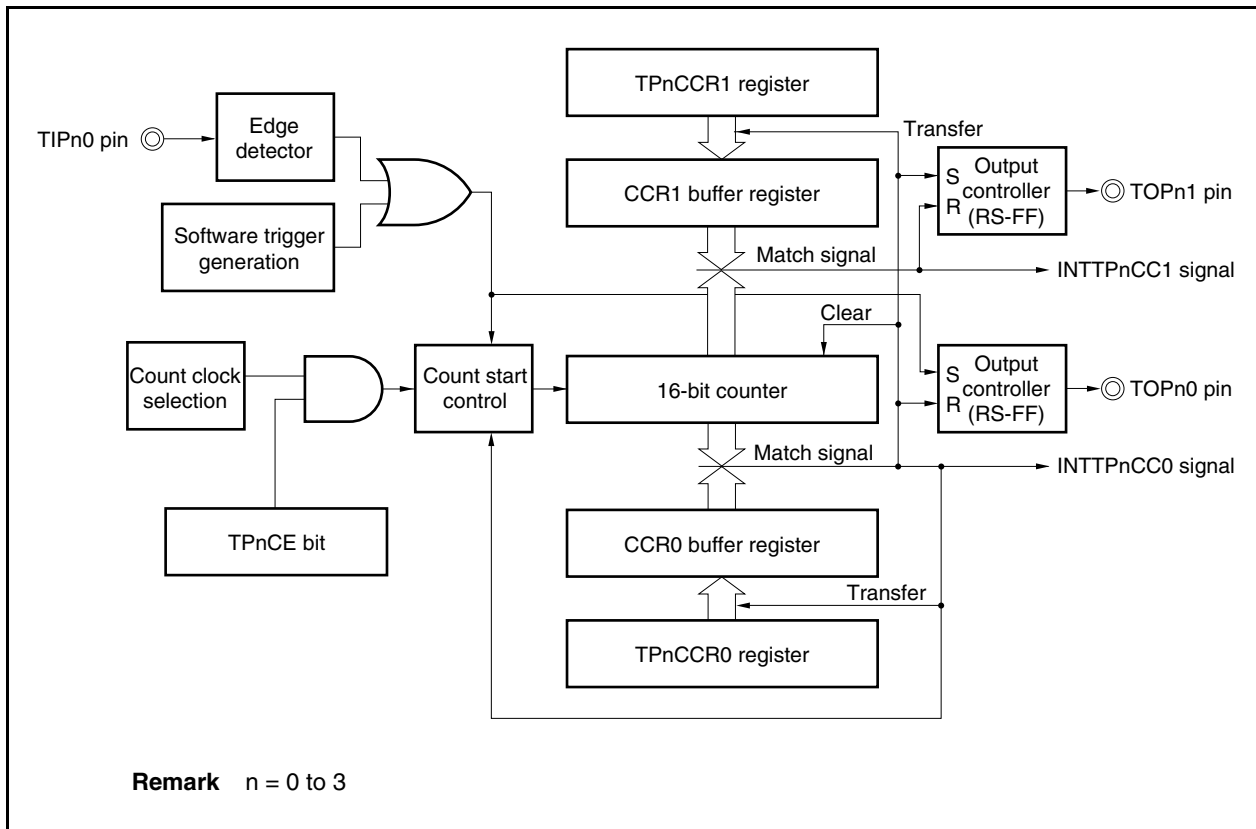 TPnCCR1 register
TIPn0 pin
Edge
detector
Transfer
CCR1 buffer register
S
R
Output
controller
(RS-FF)
TOPn1 pin
Software trigger
generation
Match signal
INTTPnCC1 signal
Clear
Count clock
selection
Count start
control
16-bit counter
S
R
Output
controller
(RS-FF)
TOPn0 pin
Match signal
INTTPnCC0 signal
TPnCE bit
CCR0 buffer register
Transfer
TPnCCR0 register
Remark n = 0 to 3